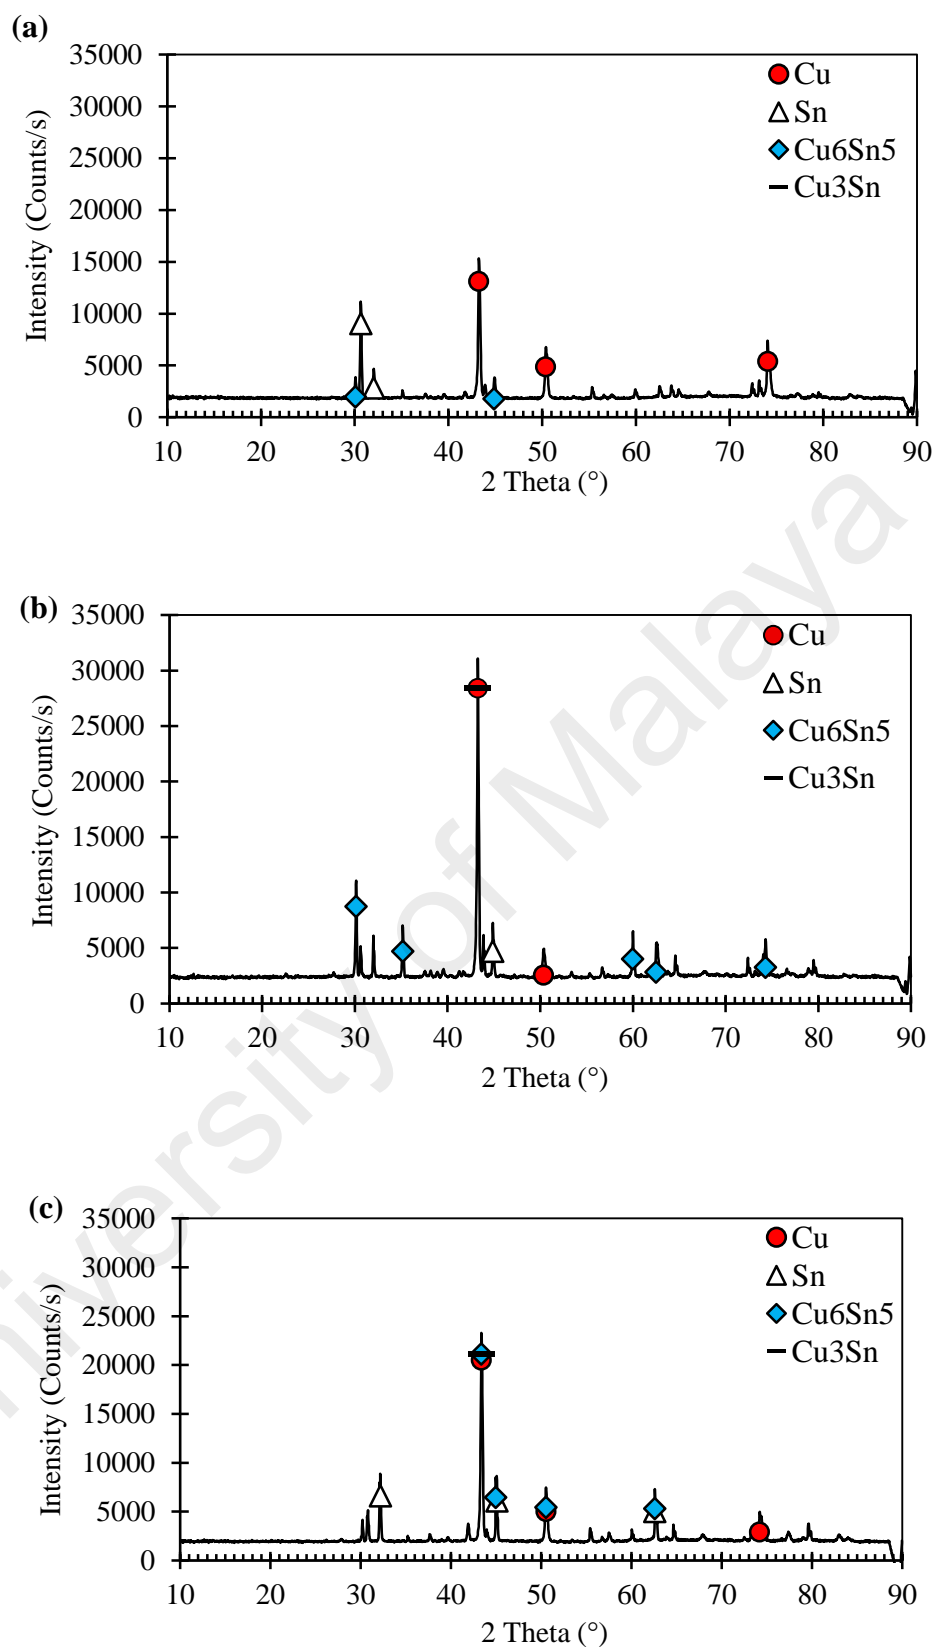 (a)
35000
30000
25000
20000
15000
10000
5000
0
Intensity (Counts/s)
10 20 30 40 50 60 70 80 90
2 Theta (°)
Cu
Sn
Cu6Sn5
Cu3Sn
(b)
35000
30000
25000
20000
15000
10000
5000
0
Intensity (Counts/s)
10 20 30 40 50 60 70 80 90
2 Theta (°)
Cu
Sn
Cu6Sn5
Cu3Sn
(c)
35000
30000
25000
20000
15000
10000
5000
0
Intensity (Counts/s)
10 20 30 40 50 60 70 80 90
2 Theta (°)
Cu
Sn
Cu6Sn5
Cu3Sn
University of Malaya